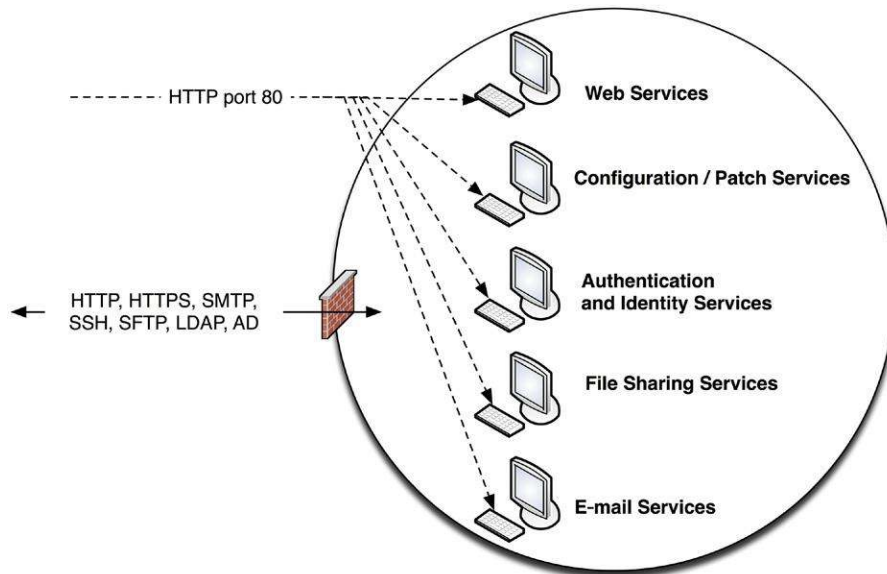 HTTP port 80
Web Services
Configuration / Patch Services
HTTP, HTTPS, SMTP,
SSH, SFTP, LDAP, AD
Authentication
and Identity Services
File Sharing Services
E-mail Services